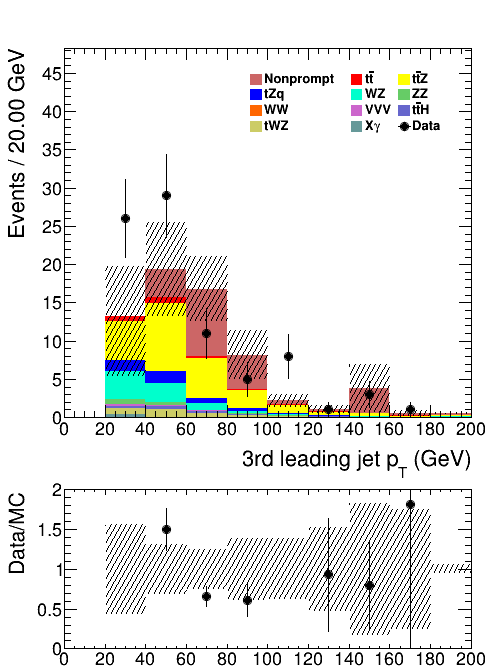 Events / 20.00 GeV
45
40
35
30
25
20
15
10
5
0
Nonprompt tt̄ tt̄Z
tZq WZ ZZ
WW VVV tt̄H
tWZ Xγ Data
0 20 40 60 80 100 120 140 160 180 200
3rd leading jet p_T (GeV)
Data/MC
2
1.5
1
0.5
0
0 20 40 60 80 100 120 140 160 180 200